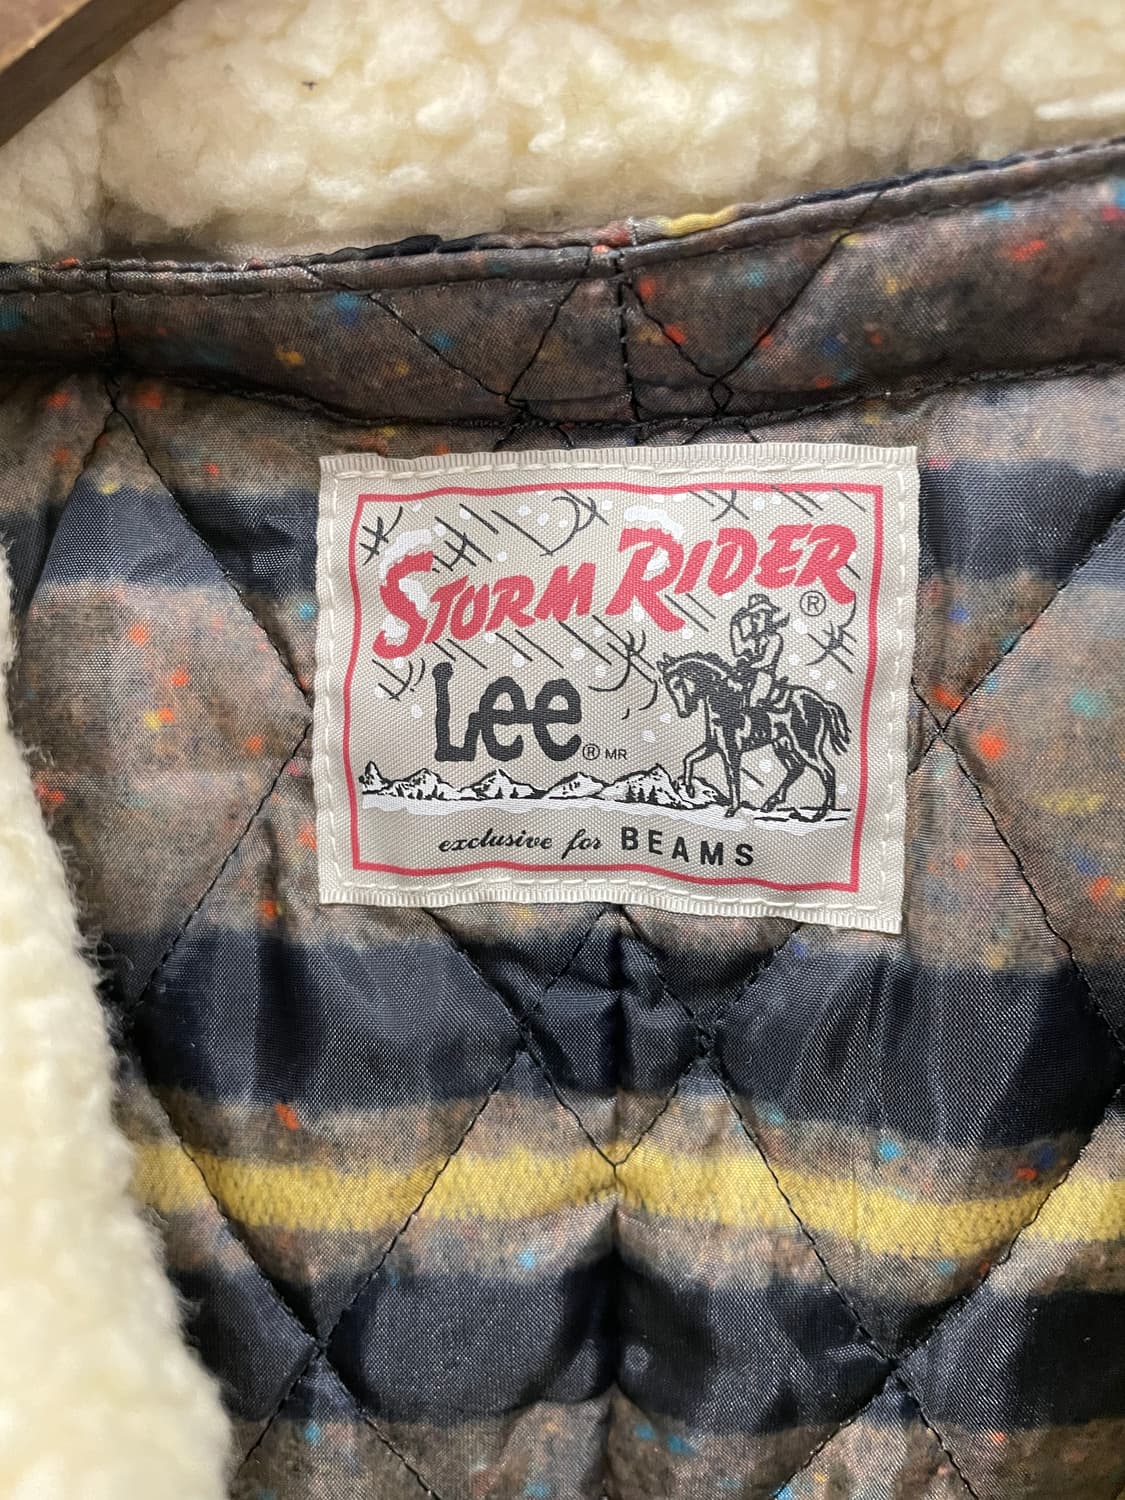 STORM RIDER ®
Lee ® MR
exclusive for BEAMS